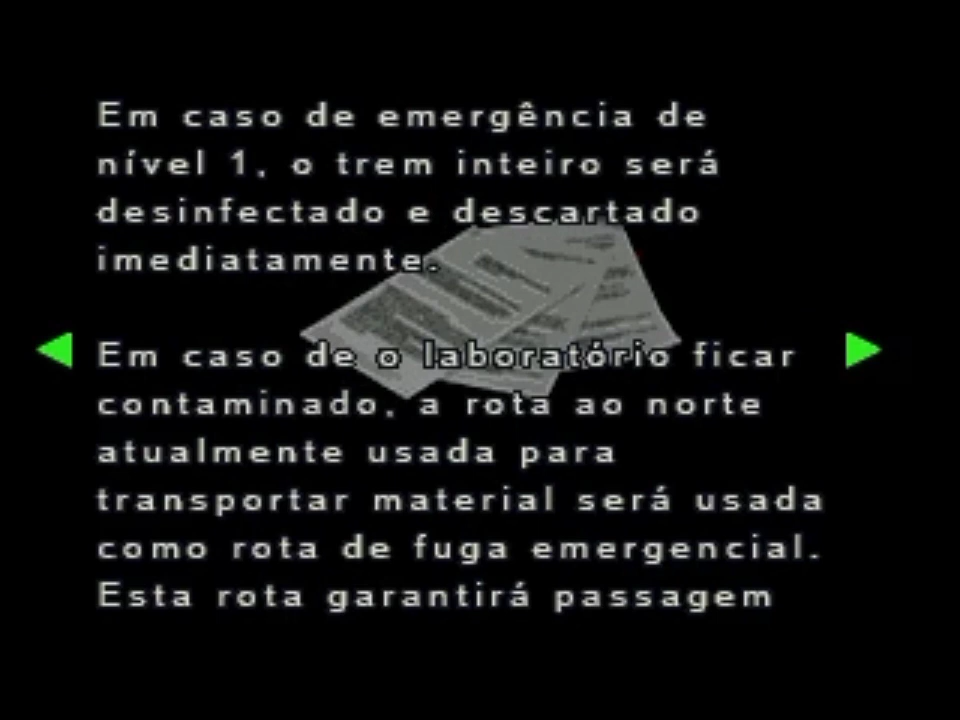 Em caso de emergência de
nível 1, o trem inteiro será
desinfectado e descartado
imediatamente.
Em caso de o laboratório ficar
contaminado, a rota ao norte
atualmente usada para
transportar material será usada
como rota de fuga emergencial.
Esta rota garantirá passagem